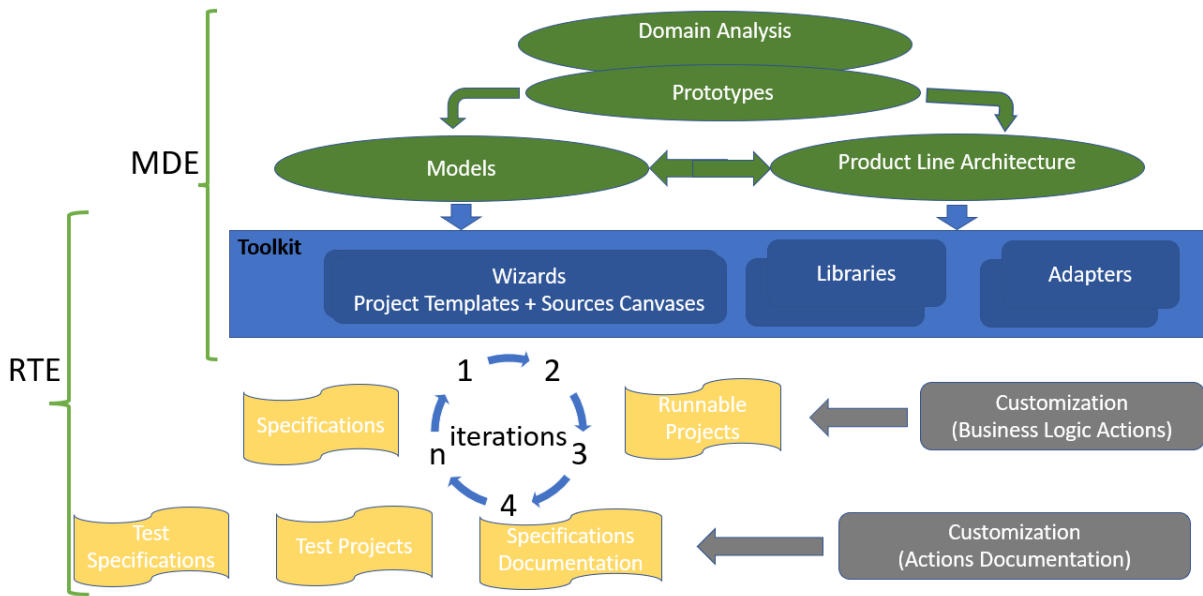 Domain Analysis
Prototypes
MDE
Models
Product Line Architecture
Toolkit
Wizards
Project Templates + Sources Canvases
Libraries
Adapters
RTE
1
2
3
4
n
iterations
Specifications
Runnable
Projects
Customization
(Business Logic Actions)
Test
Specifications
Test Projects
Specifications
Documentation
Customization
(Actions Documentation)